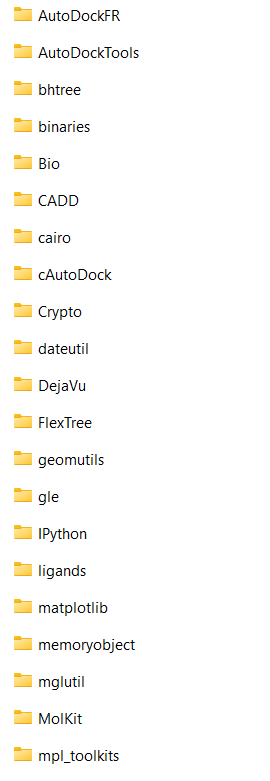 AutoDockFR
AutoDockTools
bhtree
binaries
Bio
CADD
cairo
cAutoDock
Crypto
dateutil
DejaVu
FlexTree
geomutils
gle
IPython
ligands
matplotlib
memoryobject
mglutil
MolKit
mpl_toolkits